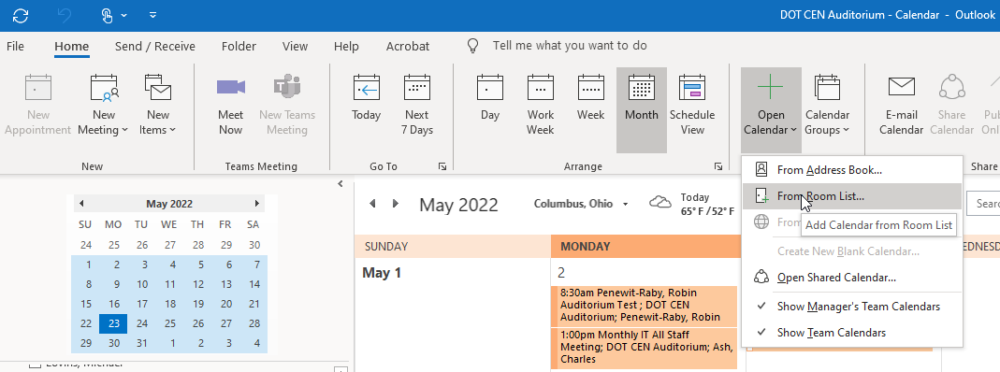 DOT CEN Auditorium - Calendar - Outlook
File Home Send / Receive Folder View Help Acrobat Tell me what you want to do
New Appointment
New Meeting
New Items
New
Meet Now
New Teams Meeting
Teams Meeting
Today
Next 7 Days
Go To
Day
Work Week
Week
Month
Schedule View
Arrange
Open Calendar
Calendar Groups
E-mail Calendar
Share Calendar
Share
From Address Book...
From Room List...
From
Add Calendar from Room List
Create New Blank Calendar...
Open Shared Calendar...
Show Manager's Team Calendars
Show Team Calendars
May 2022
SU MO TU WE TH FR SA
24 25 26 27 28 29 30
1 2 3 4 5 6 7
8 9 10 11 12 13 14
15 16 17 18 19 20 21
22 23 24 25 26 27 28
29 30 31 1 2 3 4
May 2022
Columbus, Ohio
Today
65° F / 52° F
SUNDAY MONDAY
May 1
2
8:30am Penewit-Raby, Robin
Auditorium Test ; DOT CEN
Auditorium; Penewit-Raby, Robin
1:00pm Monthly IT All Staff
Meeting; DOT CEN Auditorium; Ash,
Charles